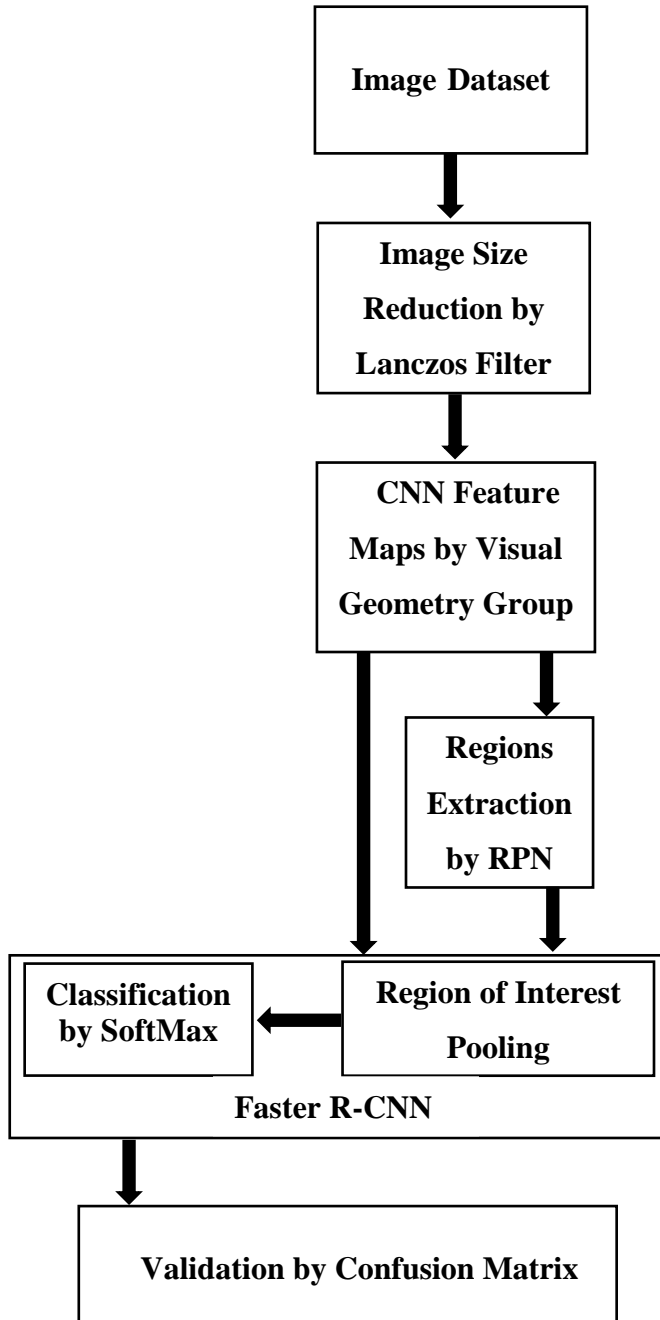 Image Dataset
Image Size
Reduction by
Lanczos Filter
CNN Feature
Maps by Visual
Geometry Group
Regions
Extraction
by RPN
Classification
by SoftMax
Region of Interest
Pooling
Faster R-CNN
Validation by Confusion Matrix